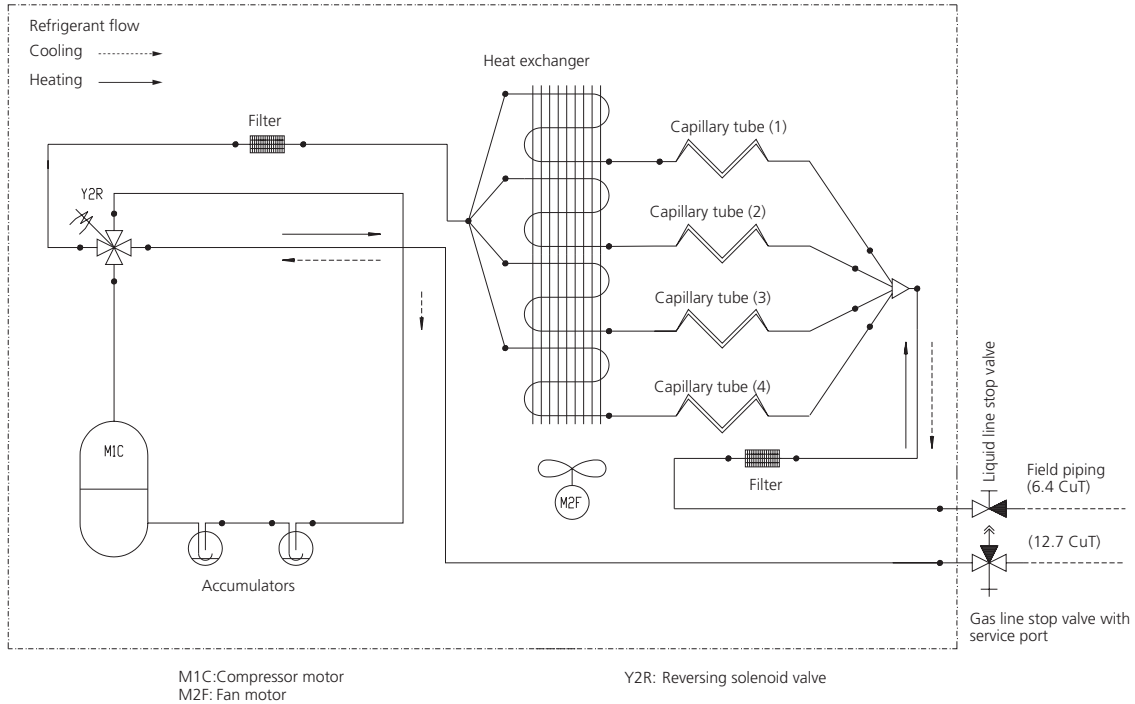 Refrigerant flow
Cooling
Heating
Heat exchanger
Filter
Capillary tube (1)
Y2R
Capillary tube (2)
Capillary tube (3)
Capillary tube (4)
Liquid line stop valve
M1C
Filter
Field piping
(6.4 CuT)
M2F
(12.7 CuT)
Accumulators
Gas line stop valve with
service port
M1C:Compressor motor
M2F: Fan motor
Y2R: Reversing solenoid valve